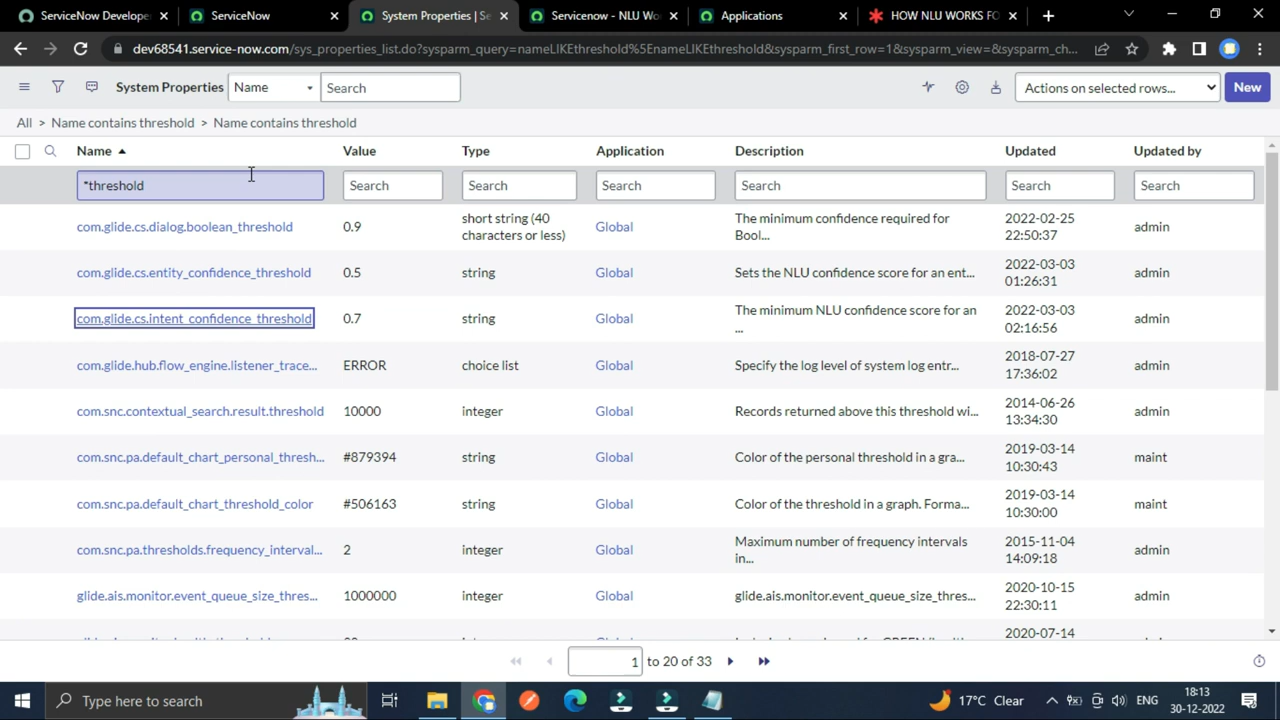 ServiceNow Develope
ServiceNow
System Properties | Se
Servicenow - NLU Wo
Applications
HOW NLU WORKS FO
dev68541.service-now.com/sys_properties_list.do?sysparm_query=nameLIKEthreshold%5EnameLIKEthreshold&sysparm_first_row=1&sysparm_view=&sysparm_ch...
System Properties
Name
Search
Actions on selected rows...
New
All > Name contains threshold > Name contains threshold
Name
Value
Type
Application
Description
Updated
Updated by
*threshold
Search
Search
Search
Search
Search
Search
com.glide.cs.dialog.boolean_threshold
0.9
short string (40
characters or less)
Global
The minimum confidence required for
Bool...
2022-02-25
22:50:37
admin
com.glide.cs.entity_confidence_threshold
0.5
string
Global
Sets the NLU confidence score for an ent...
2022-03-03
01:26:31
admin
com.glide.cs.intent_confidence_threshold
0.7
string
Global
The minimum NLU confidence score for an
...
2022-03-03
02:16:56
admin
com.glide.hub.flow_engine.listener_trace...
ERROR
choice list
Global
Specify the log level of system log entr...
2018-07-27
17:36:02
admin
com.snc.contextual_search.result.threshold
10000
integer
Global
Records returned above this threshold wi...
2014-06-26
13:34:30
admin
com.snc.pa.default_chart_personal_thresh...
#879394
string
Global
Color of the personal threshold in a gra...
2019-03-14
10:30:43
maint
com.snc.pa.default_chart_threshold_color
#506163
string
Global
Color of the threshold in a graph. Forma...
2019-03-14
10:30:00
maint
com.snc.pa.thresholds.frequency_interval...
2
integer
Global
Maximum number of frequency intervals
in...
2015-11-04
14:09:18
admin
glide.ais.monitor.event_queue_size_thres...
1000000
integer
Global
glide.ais.monitor.event_queue_size_thres...
2020-10-15
22:30:11
admin
2020-07-14
1 to 20 of 33
Type here to search
17°C Clear
ENG
18:13
30-12-2022